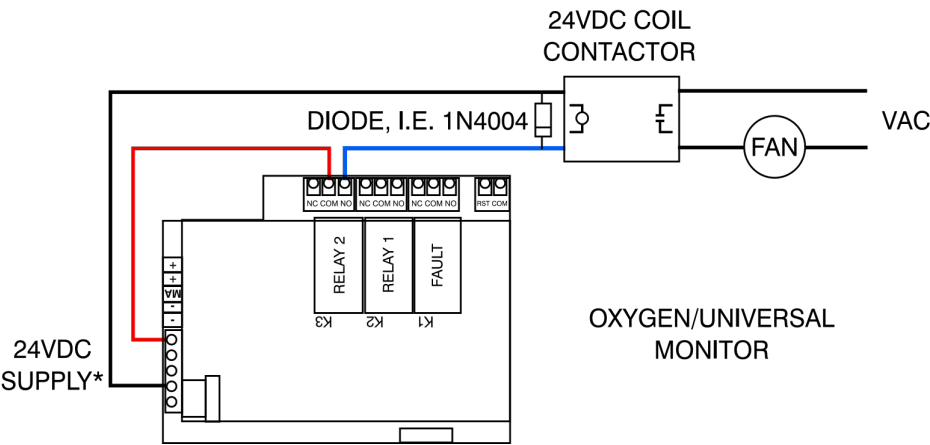 24VDC COIL
CONTACTOR
DIODE, I.E. 1N4004
VAC
FAN
NC COM NO NC COM NO NC COM NO RST COM
RELAY 2
RELAY 1
FAULT
K3
K2
K1
+
+
MA
-
-
OXYGEN/UNIVERSAL
MONITOR
24VDC
SUPPLY*